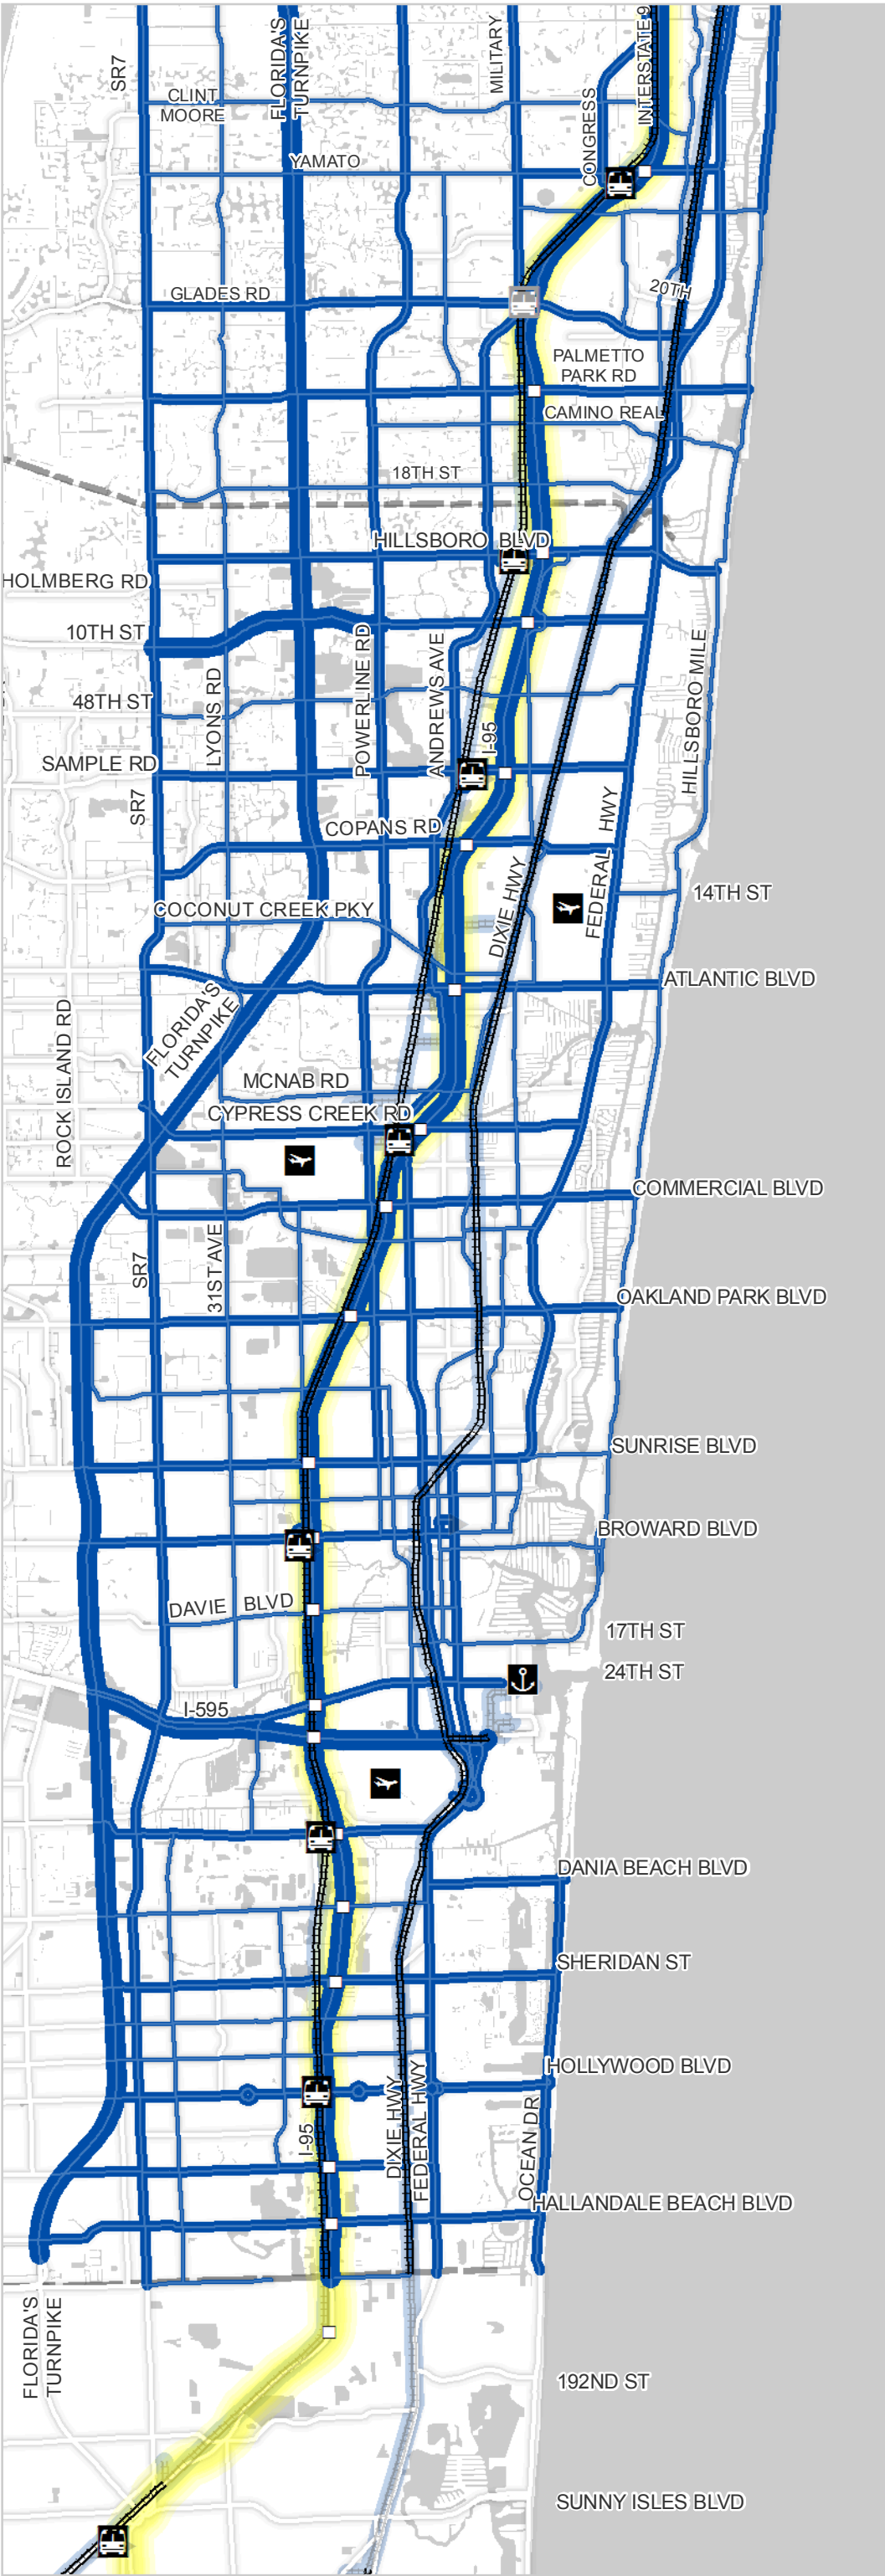 SR7
FLORIDA'S
TURNPIKE
MILITARY
INTERSTATE 9
CLINT
MOORE
CONGRESS
YAMATO
GLADES RD
20TH
PALMETTO
PARK RD
CAMINO REAL
18TH ST
HILLSBORO BLVD
HOLMBERG RD
10TH ST
POWERLINE RD
ANDREWS AVE
HILLSBORO MILE
LYONS RD
48TH ST
I-95
SAMPLE RD
SR7
COPANS RD
FEDERAL HWY
DIXIE HWY
14TH ST
COCONUT CREEK PKY
ATLANTIC BLVD
FLORIDA'S
TURNPIKE
ROCK ISLAND RD
MCNAB RD
CYPRESS CREEK RD
COMMERCIAL BLVD
SR7
31ST AVE
OAKLAND PARK BLVD
SUNRISE BLVD
BROWARD BLVD
DAVIE BLVD
17TH ST
24TH ST
I-595
DANIA BEACH BLVD
SHERIDAN ST
HOLLYWOOD BLVD
I-95
DIXIE HWY
FEDERAL HWY
OCEAN DR
HALLANDALE BEACH BLVD
FLORIDA'S
TURNPIKE
192ND ST
SUNNY ISLES BLVD